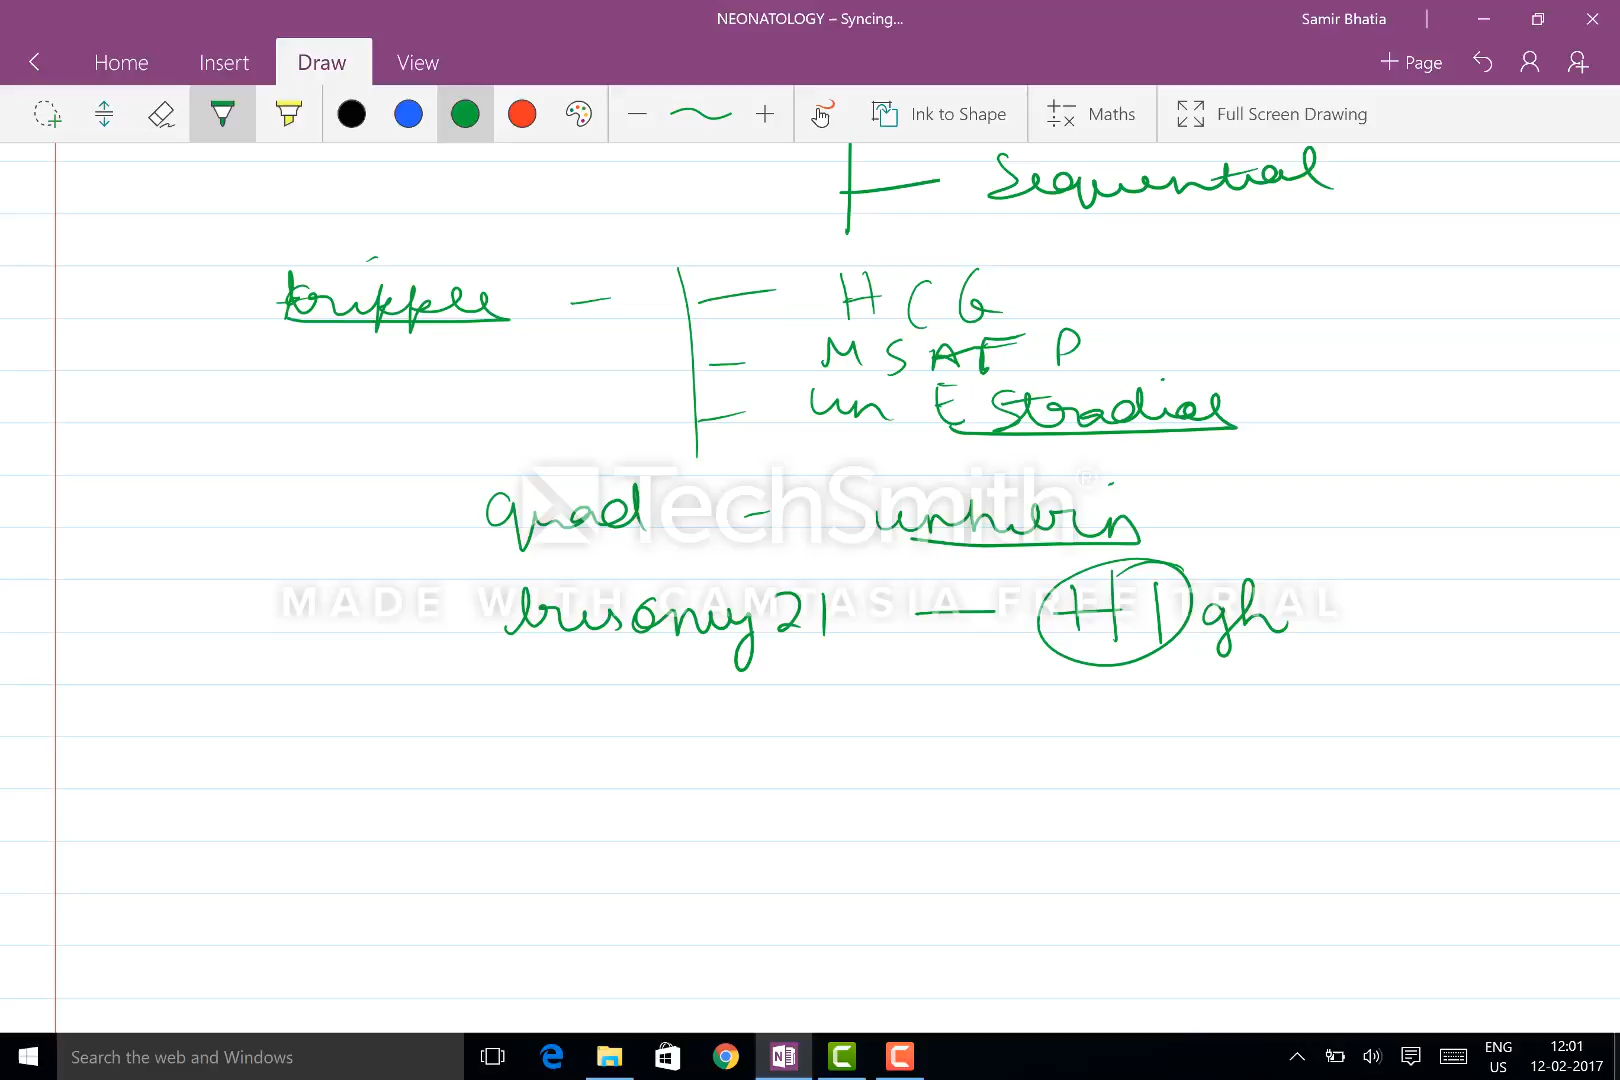 NEONATOLOGY – Syncing...
Samir Bhatia
Home Insert Draw View
+ Page
Ink to Shape Maths Full Screen Drawing
Sequential
tripple - HCG
MSAFP
un Estradiol
quad - inhibin
trisomy 21 — HIgh
TechSmith®
MADE WITH CAMTASIA FREE TRIAL
Search the web and Windows
ENG
US
12:01
12-02-2017